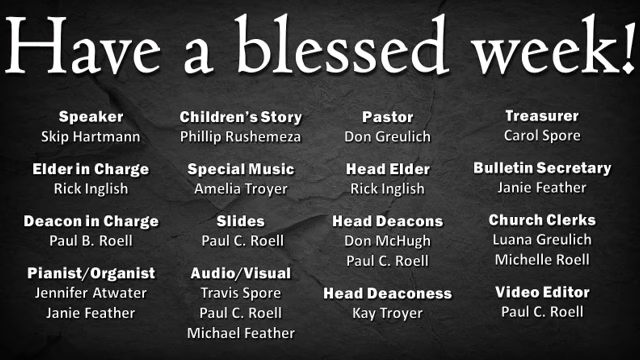 Have a blessed week!
Speaker
Skip Hartmann
Elder in Charge
Rick Inglish
Deacon in Charge
Paul B. Roell
Pianist/Organist
Jennifer Atwater
Janie Feather
Children's Story
Phillip Rushemeza
Special Music
Amelia Troyer
Slides
Paul C. Roell
Audio/Visual
Travis Spore
Paul C. Roell
Michael Feather
Pastor
Don Greulich
Head Elder
Rick Inglish
Head Deacons
Don McHugh
Paul C. Roell
Head Deaconess
Kay Troyer
Treasurer
Carol Spore
Bulletin Secretary
Janie Feather
Church Clerks
Luana Greulich
Michelle Roell
Video Editor
Paul C. Roell